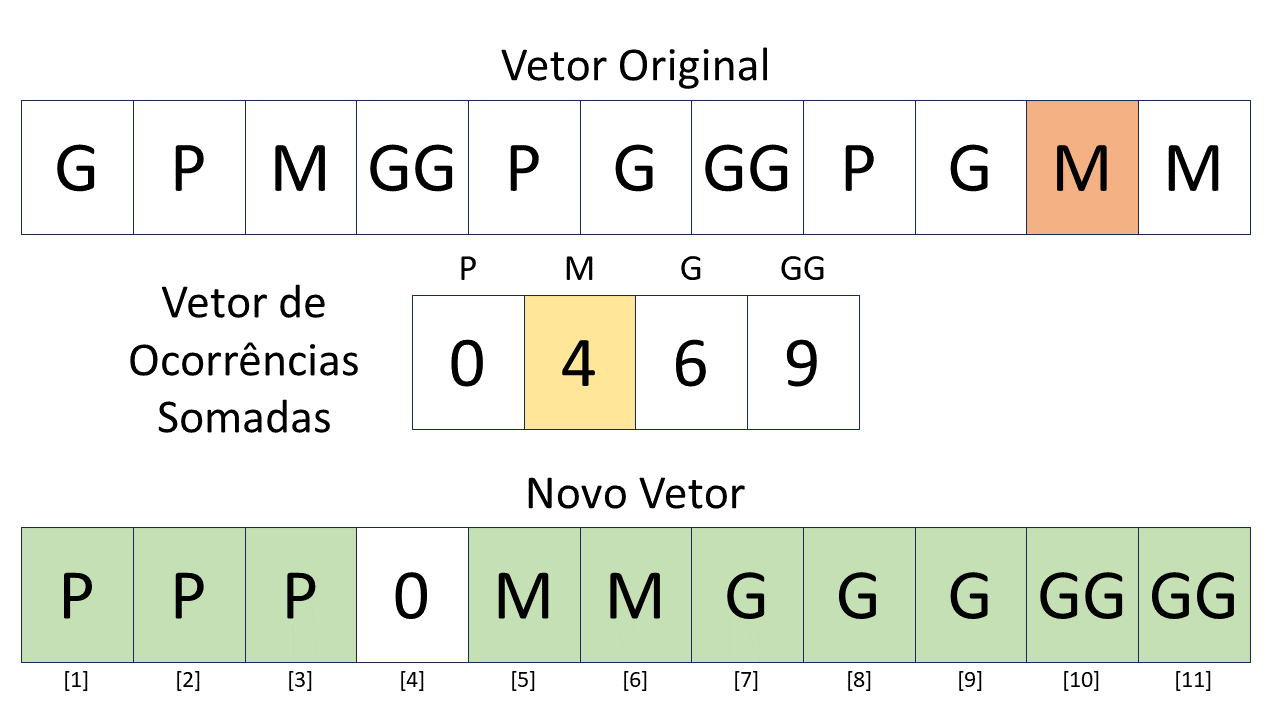 Vetor Original
G P M GG P G GG P G M M
P M G GG
Vetor de
Ocorrências
Somadas
0 4 6 9
Novo Vetor
P P P 0 M M G G G GG GG
[1] [2] [3] [4] [5] [6] [7] [8] [9] [10] [11]